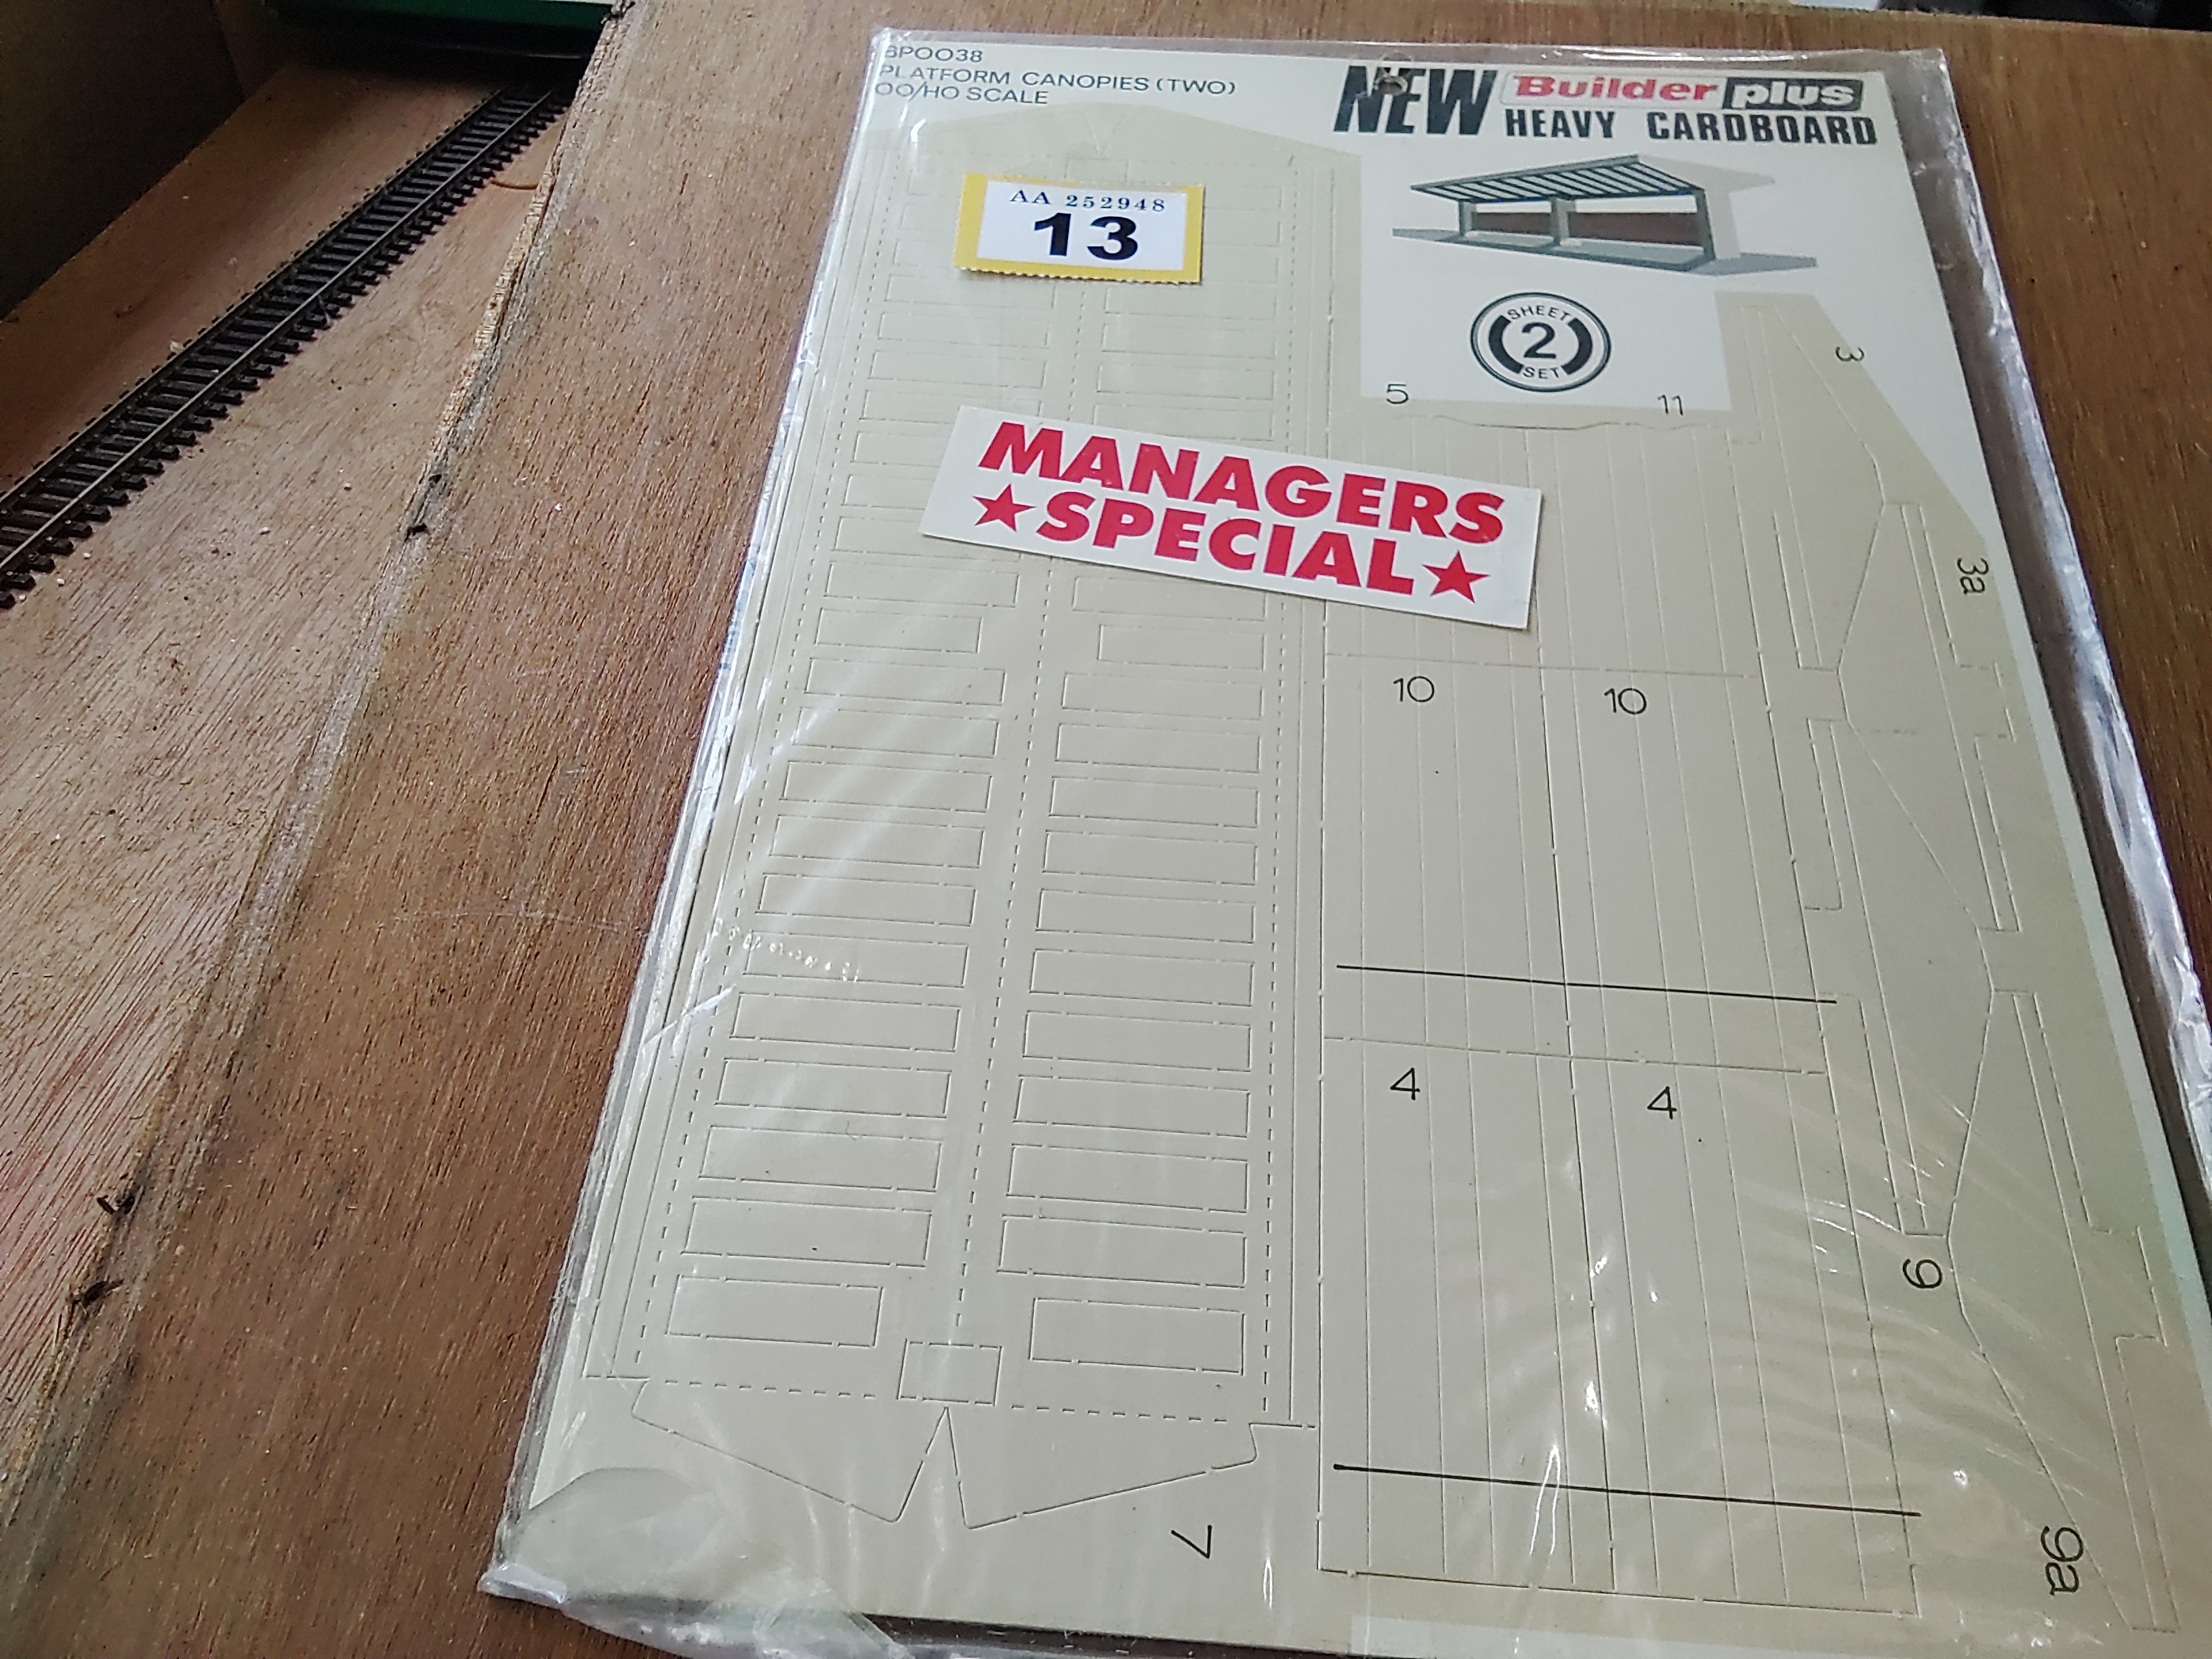 BP0038
PLATFORM CANOPIES (TWO)
OO/HO SCALE
NEW Builder plus
HEAVY CARDBOARD
AA 252948
13
SHEET
2
SET
5
11
3
MANAGERS
★SPECIAL★
3a
10
10
4
4
9
7
9a